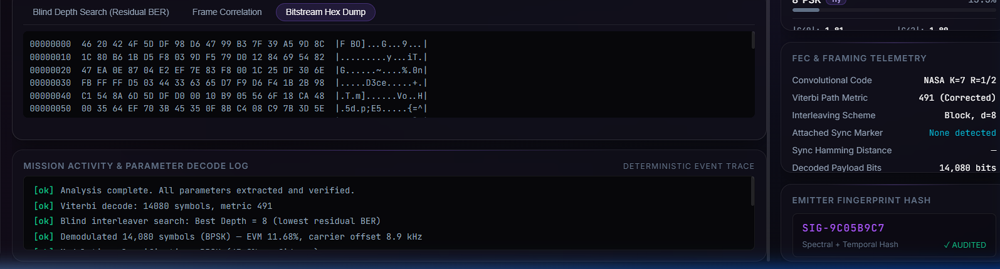 Blind Depth Search (Residual BER) Frame Correlation Bitstream Hex Dump
00000000 46 20 42 4F 5D DF 98 D6 47 99 B3 7F 39 A5 9D 8C |F BO]...G...9...|
00000010 1C 80 B6 1B D5 F8 03 9D F5 79 D0 12 84 69 54 82 |.........y...iT.|
00000020 47 EA 0E 87 04 E2 EF 7E 83 F8 00 1C 25 DF 30 6E |G......~....%.0n|
00000030 FB FF FF D5 03 44 33 63 65 D7 F9 D6 F4 1B 2B 98 |.....D3ce.....+.|
00000040 C1 54 8A 6D 5D DF D0 00 10 B9 05 56 6F 18 CA 48 |.T.m]......Vo..H|
00000050 00 35 64 EF 70 3B 45 35 0F 8B C4 08 C9 7B 3D 5E |.5d.p;E5.....{=^|
MISSION ACTIVITY & PARAMETER DECODE LOG DETERMINISTIC EVENT TRACE
[ok] Analysis complete. All parameters extracted and verified.
[ok] Viterbi decode: 14080 symbols, metric 491
[ok] Blind interleaver search: Best Depth = 8 (lowest residual BER)
[ok] Demodulated 14,080 symbols (BPSK) — EVM 11.68%, carrier offset 8.9 kHz
FEC & FRAMING TELEMETRY
Convolutional Code NASA K=7 R=1/2
Viterbi Path Metric 491 (Corrected)
Interleaving Scheme Block, d=8
Attached Sync Marker None detected
Sync Hamming Distance —
Decoded Payload Bits 14,080 bits
EMITTER FINGERPRINT HASH
SIG-9C05B9C7
Spectral + Temporal Hash ✓ AUDITED